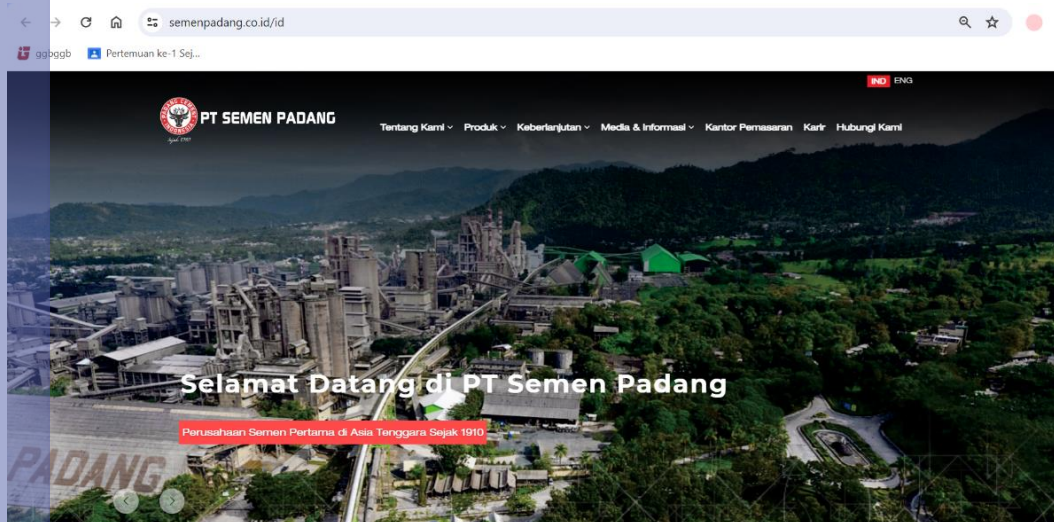 semenpadang.co.id/id
ggbggb
Pertemuan ke-1 Sej...
IND ENG
PT SEMEN PADANG
Tentang Kami Produk Keberlanjutan Media & Informasi Kantor Pemasaran Karir Hubungi Kami
Selamat Datang di PT Semen Padang
Perusahaan Semen Pertama di Asia Tenggara Sejak 1910
PADANG